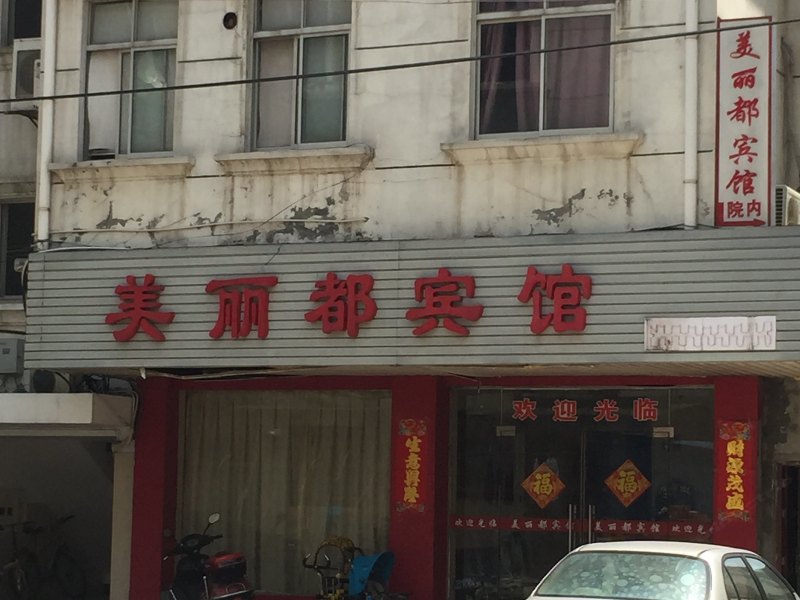 美丽都宾馆
院内
美丽都宾馆
欢迎光临
生意興隆
福
福
财源茂盛
欢迎光临 美丽都宾馆 美丽都宾馆 欢迎光临